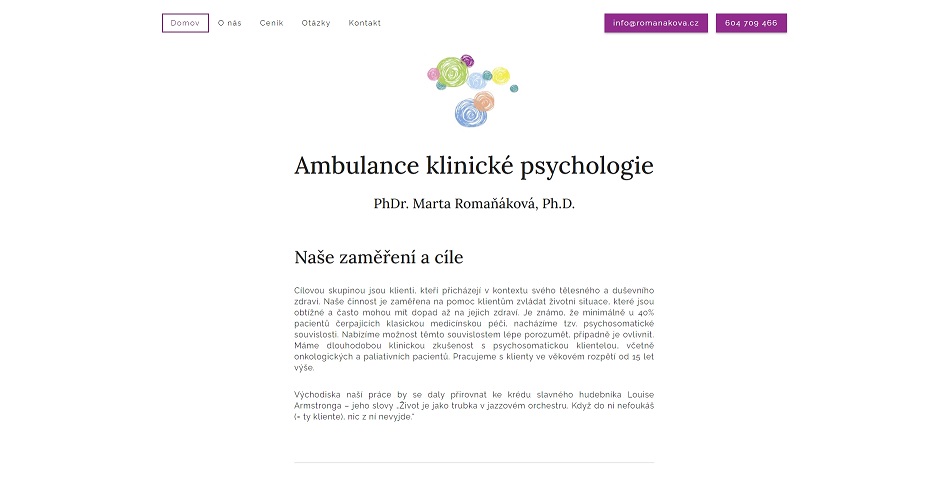 Domov O nás Ceník Otázky Kontakt info@romanakova.cz 604 709 466
Ambulance klinické psychologie
PhDr. Marta Romaňáková, Ph.D.
Naše zaměření a cíle
Cílovou skupinou jsou klienti, kteří přicházejí v kontextu svého tělesného a duševního
zdraví. Naše činnost je zaměřena na pomoc klientům zvládat životní situace, které jsou
obtížné a často mohou mít dopad až na jejich zdraví. Je známo, že minimálně u 40%
pacientů čerpajících klasickou medicínskou péči, nacházíme tzv. psychosomatické
souvislosti. Nabízíme možnost těmto souvislostem lépe porozumět, případně je ovlivnit.
Máme dlouhodobou klinickou zkušenost s psychosomatickou klientelou, včetně
onkologických a paliativních pacientů. Pracujeme s klienty ve věkovém rozpětí od 15 let
výše.
Východiska naší práce by se daly přirovnat ke krédu slavného hudebníka Louise
Armstronga – jeho slovy „Život je jako trubka v jazzovém orchestru. Když do ní nefoukáš
(= ty kliente), nic z ní nevyjde.“